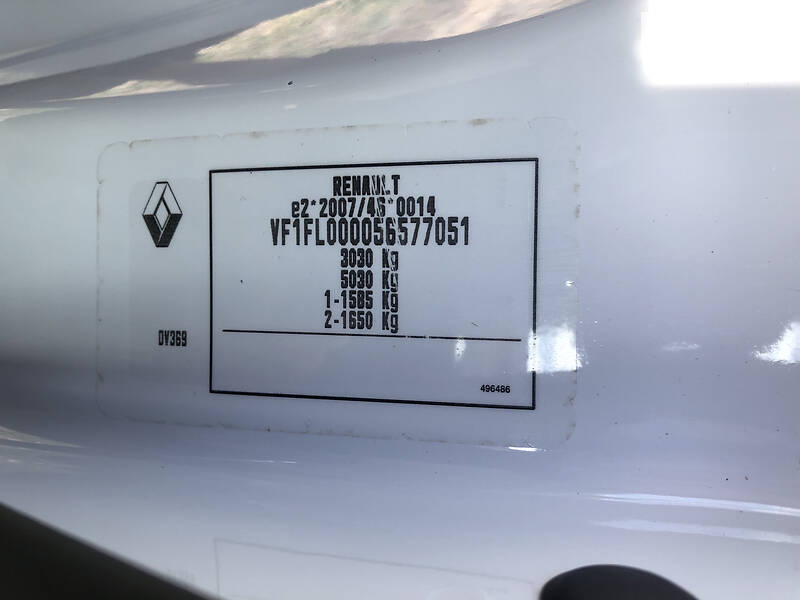 RENAULT
e2*2007/46*0014
VF1FL000056577051
3030 Kg
5030 Kg
1-1585 Kg
2-1650 Kg
DV369
496486